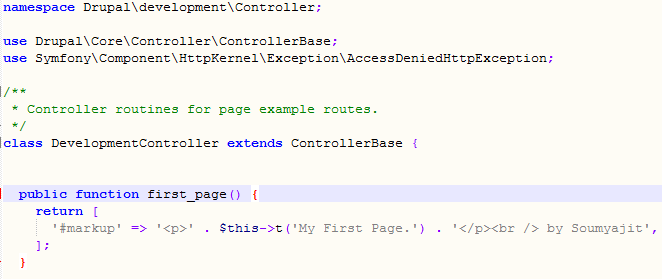 namespace Drupal\development\Controller;
use Drupal\Core\Controller\ControllerBase;
use Symfony\Component\HttpKernel\Exception\AccessDeniedHttpException;
/**
* Controller routines for page example routes.
*/
class DevelopmentController extends ControllerBase {
public function first_page() {
return [
'#markup' => '<p>' . $this->t('My First Page.') . '</p><br /> by Soumyajit',
];
}